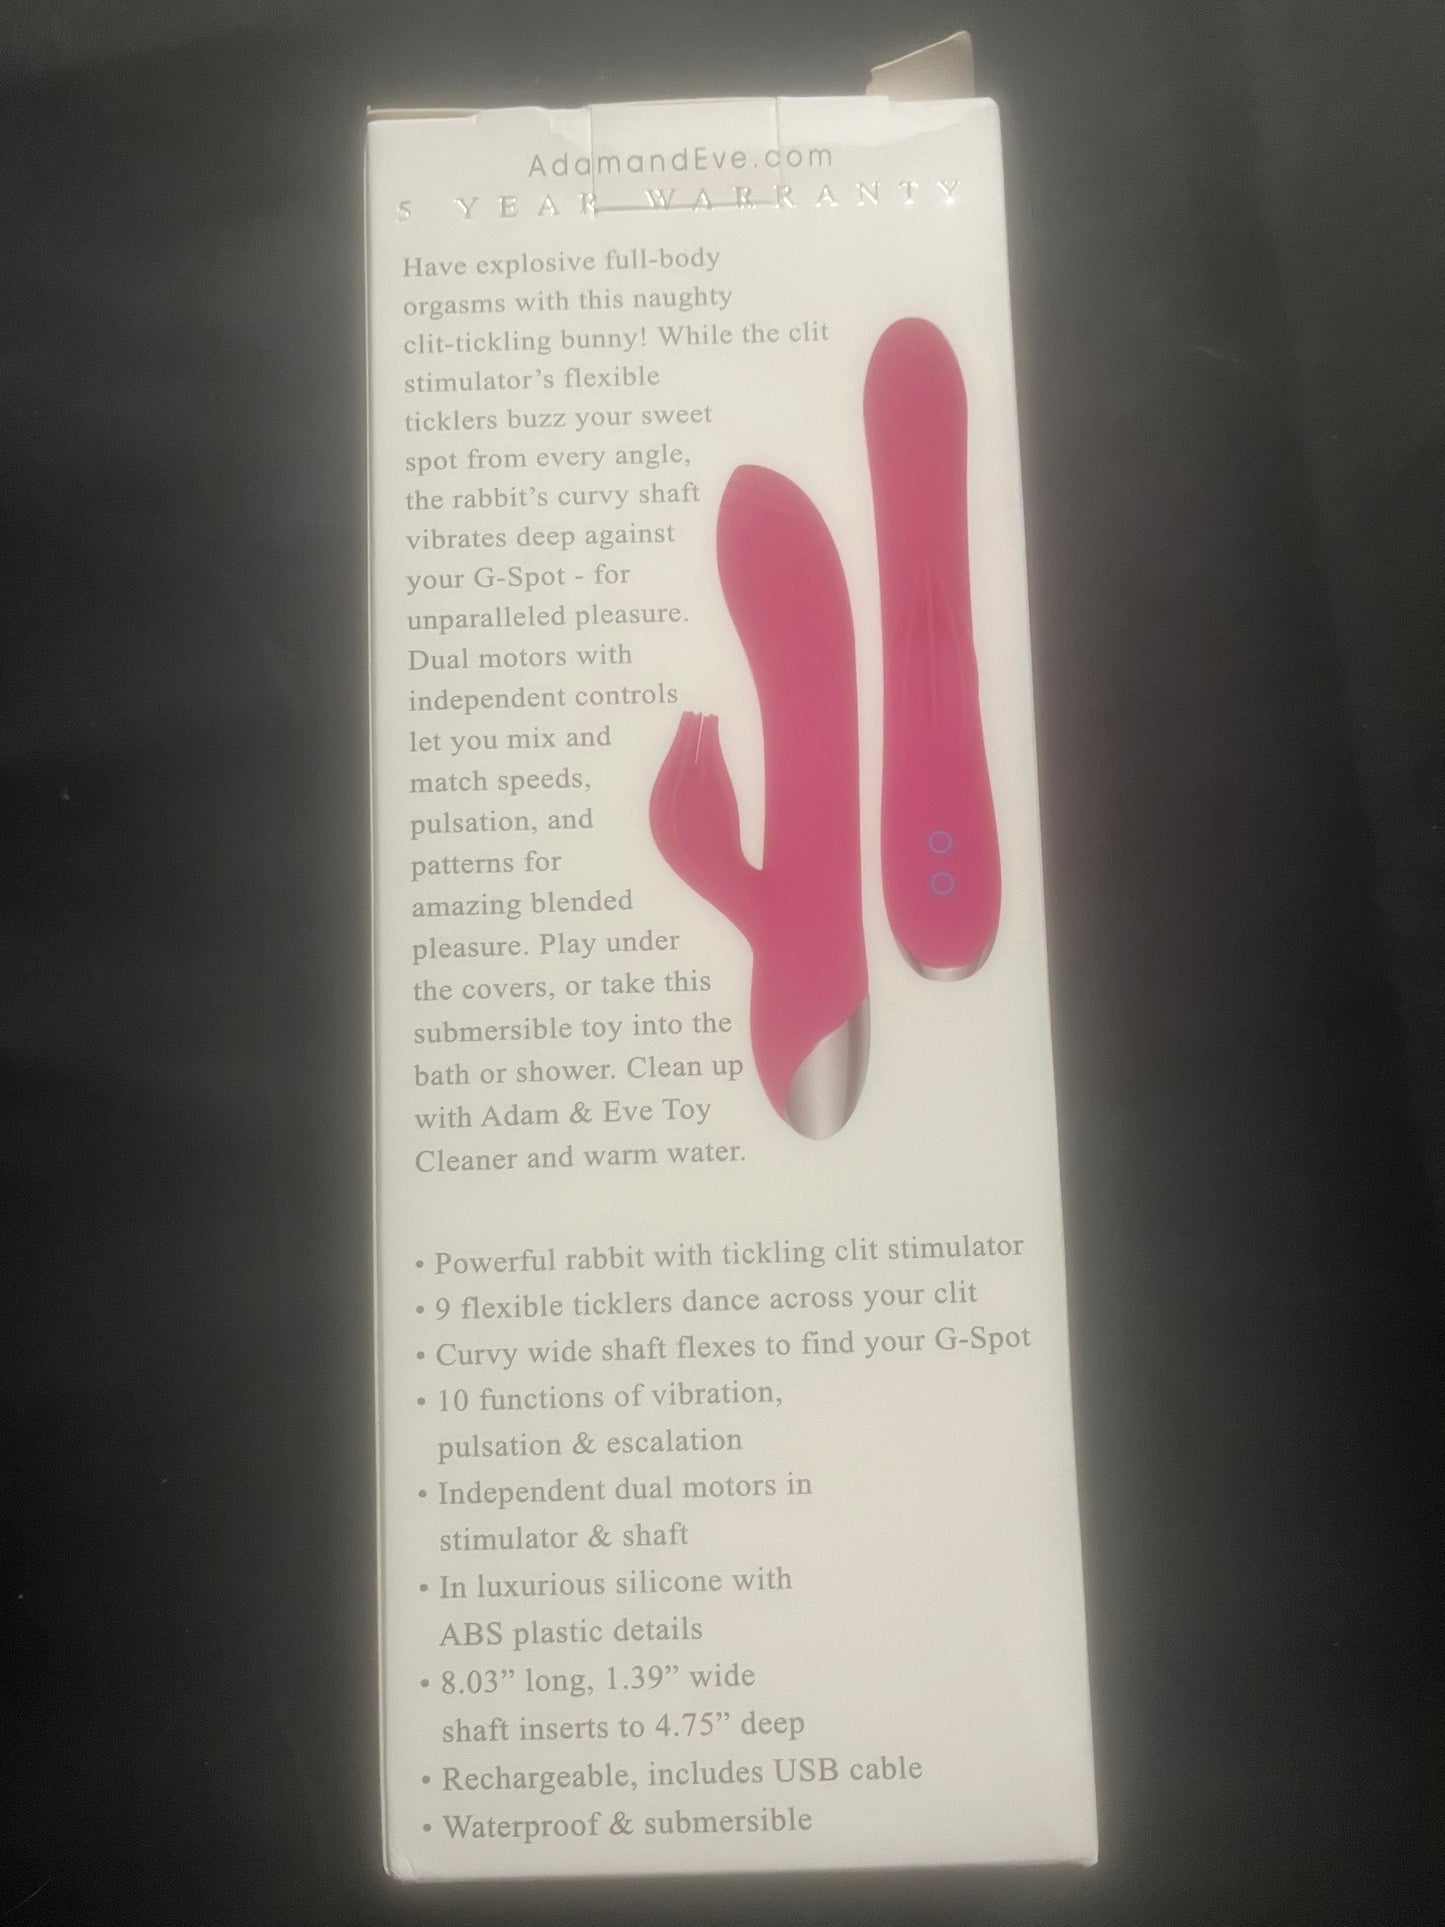 AdamandEve.com
5 YEAR WARRANTY
Have explosive full-body
orgasms with this naughty
clit-tickling bunny! While the clit
stimulator’s flexible
ticklers buzz your sweet
spot from every angle,
the rabbit’s curvy shaft
vibrates deep against
your G-Spot - for
unparalleled pleasure.
Dual motors with
independent controls
let you mix and
match speeds,
pulsation, and
patterns for
amazing blended
pleasure. Play under
the covers, or take this
submersible toy into the
bath or shower. Clean up
with Adam & Eve Toy
Cleaner and warm water.
• Powerful rabbit with tickling clit stimulator
• 9 flexible ticklers dance across your clit
• Curvy wide shaft flexes to find your G-Spot
• 10 functions of vibration,
pulsation & escalation
• Independent dual motors in
stimulator & shaft
• In luxurious silicone with
ABS plastic details
• 8.03” long, 1.39” wide
shaft inserts to 4.75” deep
• Rechargeable, includes USB cable
• Waterproof & submersible